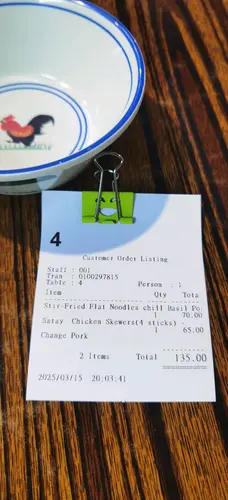 4
Customer Order Listing
Staff : 001
Tran : 0100297815
Table : 4 Person : 1
Item Qty Tota
Stir-Fried Flat Noodles chill Basil Po
1 70.00
Satay Chicken Skewers(4 sticks) -
1 65.00
Change Pork
2 Items Total 135.00
2025/03/15 20:03:41